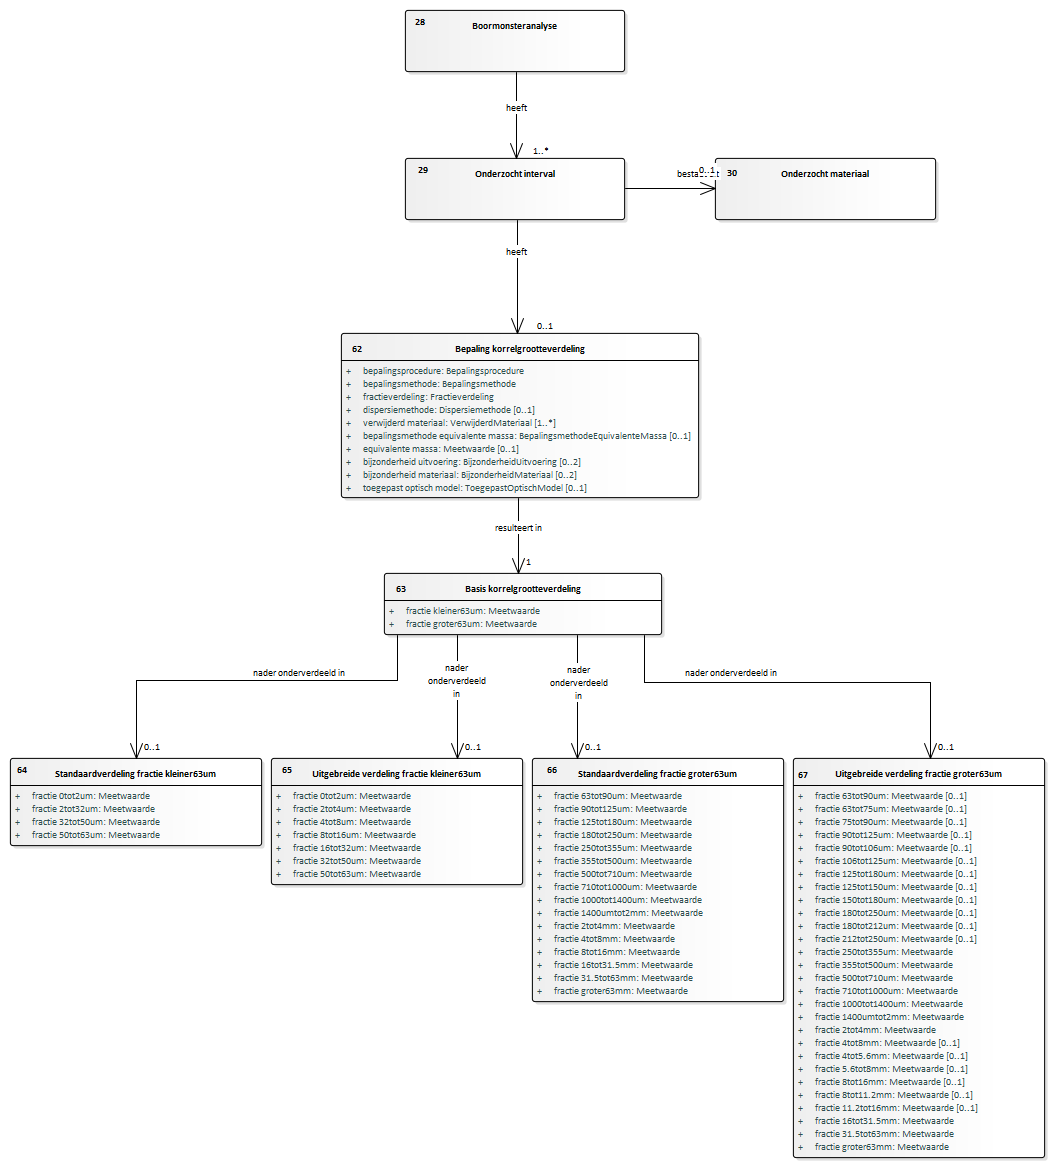 28 Boormonsteranalyse
heeft
1..*
29 Onderzocht interval
0..1
30 Onderzocht materiaal
heeft
0..1
62 Bepaling korrelgrootteverdeling
+ bepalingsprocedure: Bepalingsprocedure
+ bepalingsmethode: Bepalingsmethode
+ fractieverdeling: Fractieverdeling
+ dispersiemethode: Dispersiemethode [0..1]
+ verwijderd materiaal: VerwijderdMateriaal [1..*]
+ bepalingsmethode equivalente massa: BepalingsmethodeEquivalenteMassa [0..1]
+ equivalente massa: Meetwaarde [0..1]
+ bijzonderheid uitvoering: BijzonderheidUitvoering [0..2]
+ bijzonderheid materiaal: BijzonderheidMateriaal [0..2]
+ toegepast optisch model: ToegepastOptischModel [0..1]
resulteert in
1
63 Basis korrelgrootteverdeling
+ fractie kleiner63um: Meetwaarde
+ fractie groter63um: Meetwaarde
nader onderverdeeld in
0..1
nader
onderverdeeld
in
0..1
nader
onderverdeeld
in
0..1
nader onderverdeeld in
0..1
64 Standaardverdeling fractie kleiner63um
+ fractie 0tot2um: Meetwaarde
+ fractie 2tot32um: Meetwaarde
+ fractie 32tot50um: Meetwaarde
+ fractie 50tot63um: Meetwaarde
65 Uitgebreide verdeling fractie kleiner63um
+ fractie 0tot2um: Meetwaarde
+ fractie 2tot4um: Meetwaarde
+ fractie 4tot8um: Meetwaarde
+ fractie 8tot16um: Meetwaarde
+ fractie 16tot32um: Meetwaarde
+ fractie 32tot50um: Meetwaarde
+ fractie 50tot63um: Meetwaarde
66 Standaardverdeling fractie groter63um
+ fractie 63tot90um: Meetwaarde
+ fractie 90tot125um: Meetwaarde
+ fractie 125tot180um: Meetwaarde
+ fractie 180tot250um: Meetwaarde
+ fractie 250tot355um: Meetwaarde
+ fractie 355tot500um: Meetwaarde
+ fractie 500tot710um: Meetwaarde
+ fractie 710tot1000um: Meetwaarde
+ fractie 1000tot1400um: Meetwaarde
+ fractie 1400umtot2mm: Meetwaarde
+ fractie 2tot4mm: Meetwaarde
+ fractie 4tot8mm: Meetwaarde
+ fractie 8tot16mm: Meetwaarde
+ fractie 16tot31.5mm: Meetwaarde
+ fractie 31.5tot63mm: Meetwaarde
+ fractie groter63mm: Meetwaarde
67 Uitgebreide verdeling fractie groter63um
+ fractie 63tot90um: Meetwaarde [0..1]
+ fractie 63tot75um: Meetwaarde [0..1]
+ fractie 75tot90um: Meetwaarde [0..1]
+ fractie 90tot125um: Meetwaarde [0..1]
+ fractie 90tot106um: Meetwaarde [0..1]
+ fractie 106tot125um: Meetwaarde [0..1]
+ fractie 125tot180um: Meetwaarde [0..1]
+ fractie 125tot150um: Meetwaarde [0..1]
+ fractie 150tot180um: Meetwaarde [0..1]
+ fractie 180tot250um: Meetwaarde [0..1]
+ fractie 180tot212um: Meetwaarde [0..1]
+ fractie 212tot250um: Meetwaarde [0..1]
+ fractie 250tot355um: Meetwaarde
+ fractie 355tot500um: Meetwaarde
+ fractie 500tot710um: Meetwaarde
+ fractie 710tot1000um: Meetwaarde
+ fractie 1000tot1400um: Meetwaarde
+ fractie 1400umtot2mm: Meetwaarde
+ fractie 2tot4mm: Meetwaarde
+ fractie 4tot8mm: Meetwaarde [0..1]
+ fractie 4tot5.6mm: Meetwaarde [0..1]
+ fractie 5.6tot8mm: Meetwaarde [0..1]
+ fractie 8tot16mm: Meetwaarde [0..1]
+ fractie 8tot11.2mm: Meetwaarde [0..1]
+ fractie 11.2tot16mm: Meetwaarde [0..1]
+ fractie 16tot31.5mm: Meetwaarde
+ fractie 31.5tot63mm: Meetwaarde
+ fractie groter63mm: Meetwaarde